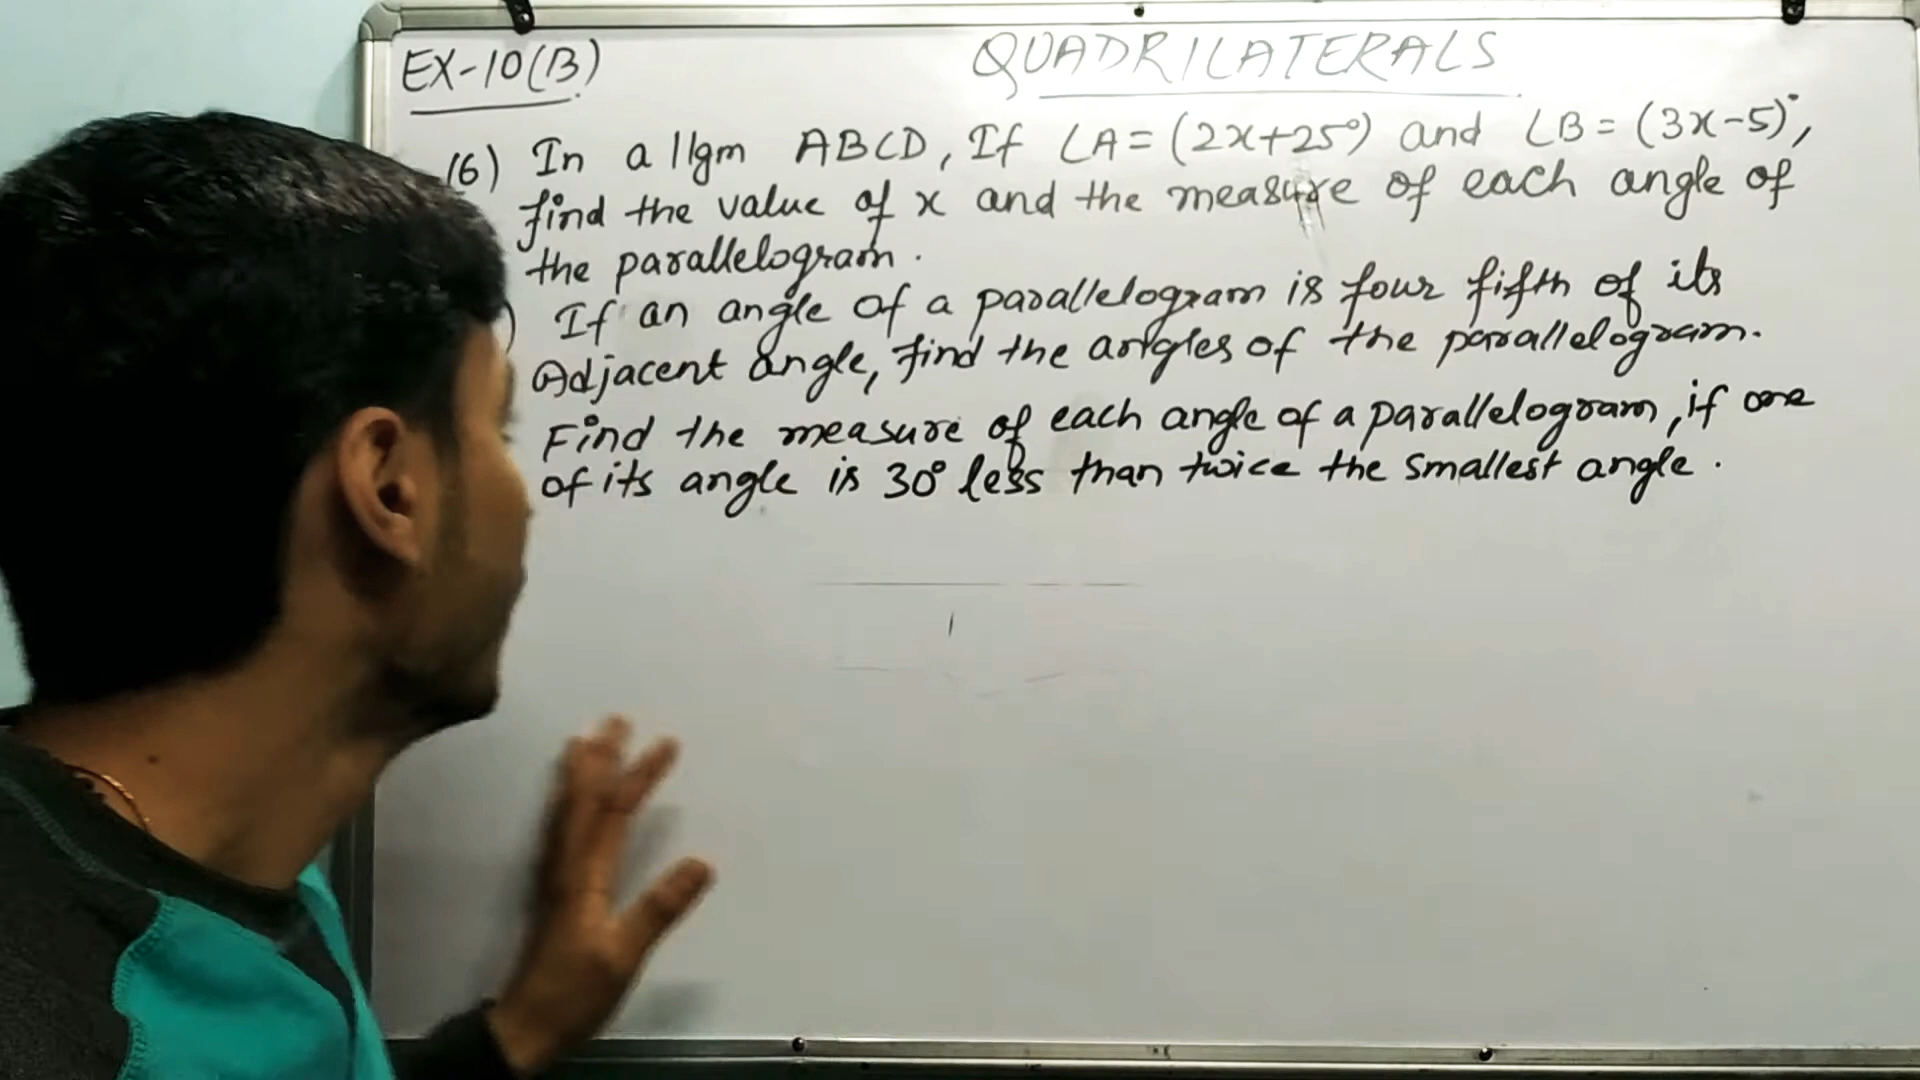 EX-10(B)
QUADRILATERALS
(6) In a ||gm ABCD, If ∠A = (2x+25°) and ∠B = (3x-5)°,
find the value of x and the measure of each angle of
the parallelogram.
) If an angle of a parallelogram is four fifth of its
Adjacent angle, find the angles of the parallelogram.
Find the measure of each angle of a parallelogram, if one
of its angle is 30° less than twice the smallest angle.